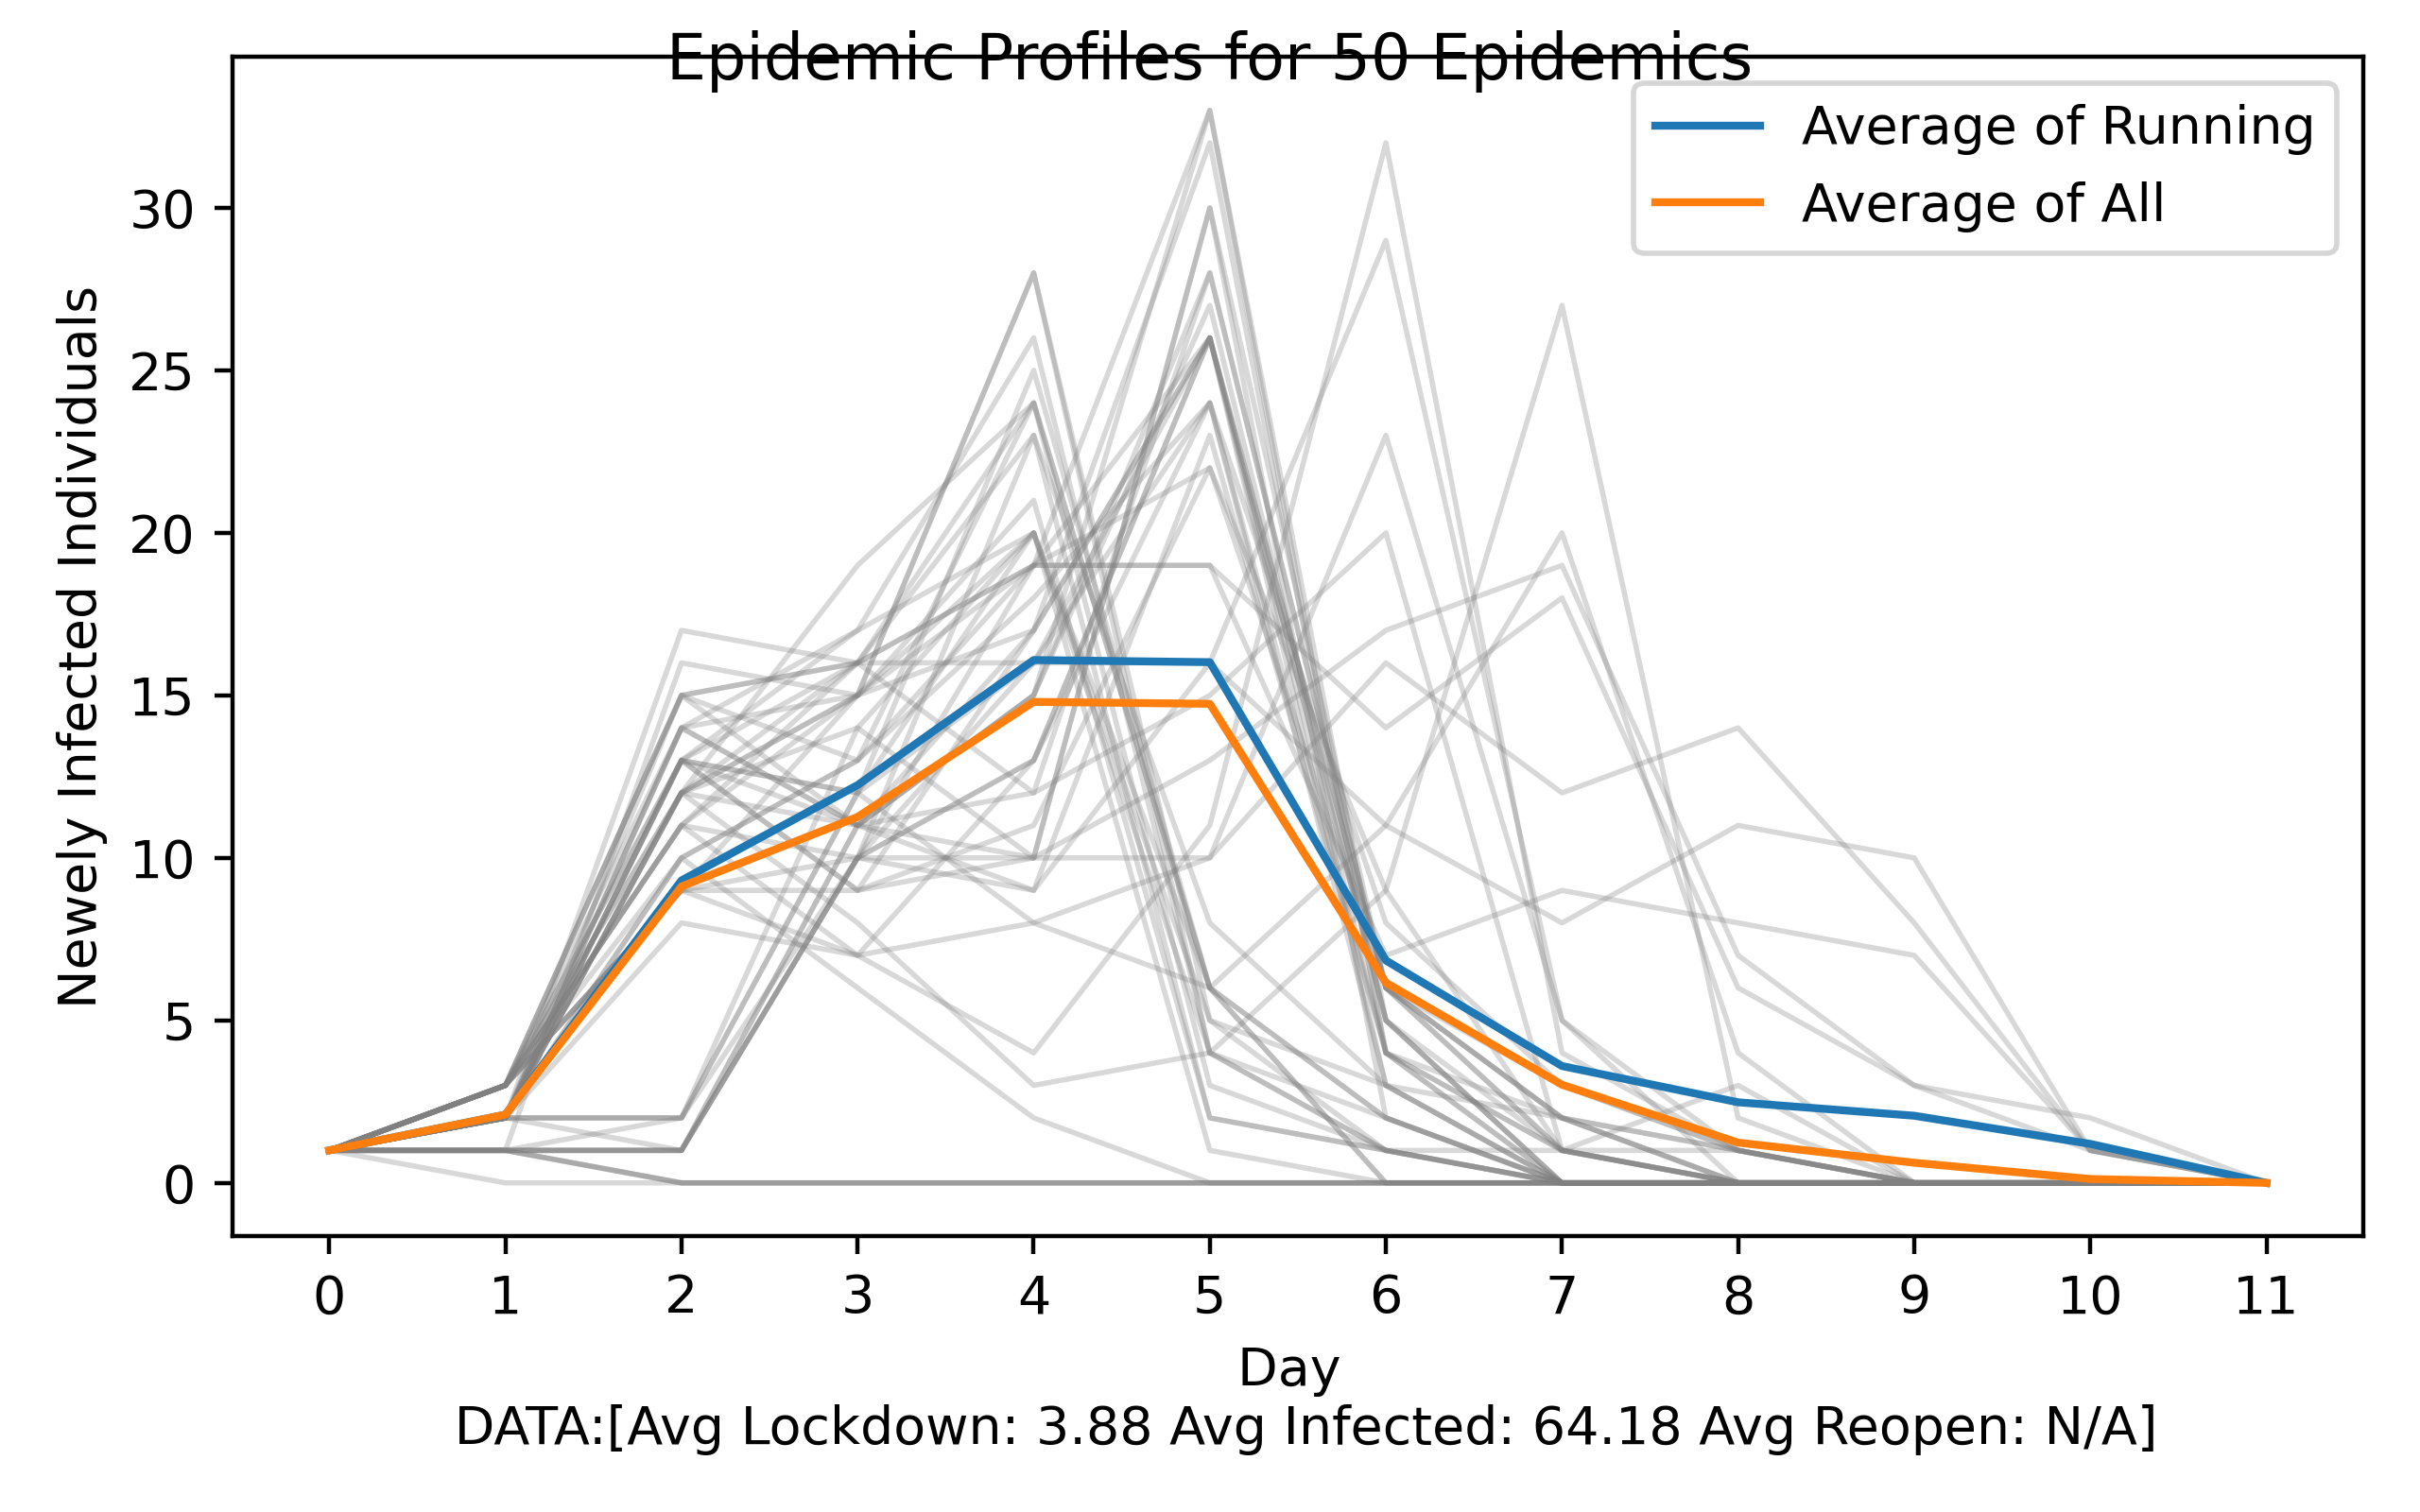 Epidemic Profiles for 50 Epidemics
Average of Running
Average of All
Newely Infected Individuals
30
25
20
15
10
5
0
0 1 2 3 4 5 6 7 8 9 10 11
Day
DATA:[Avg Lockdown: 3.88 Avg Infected: 64.18 Avg Reopen: N/A]